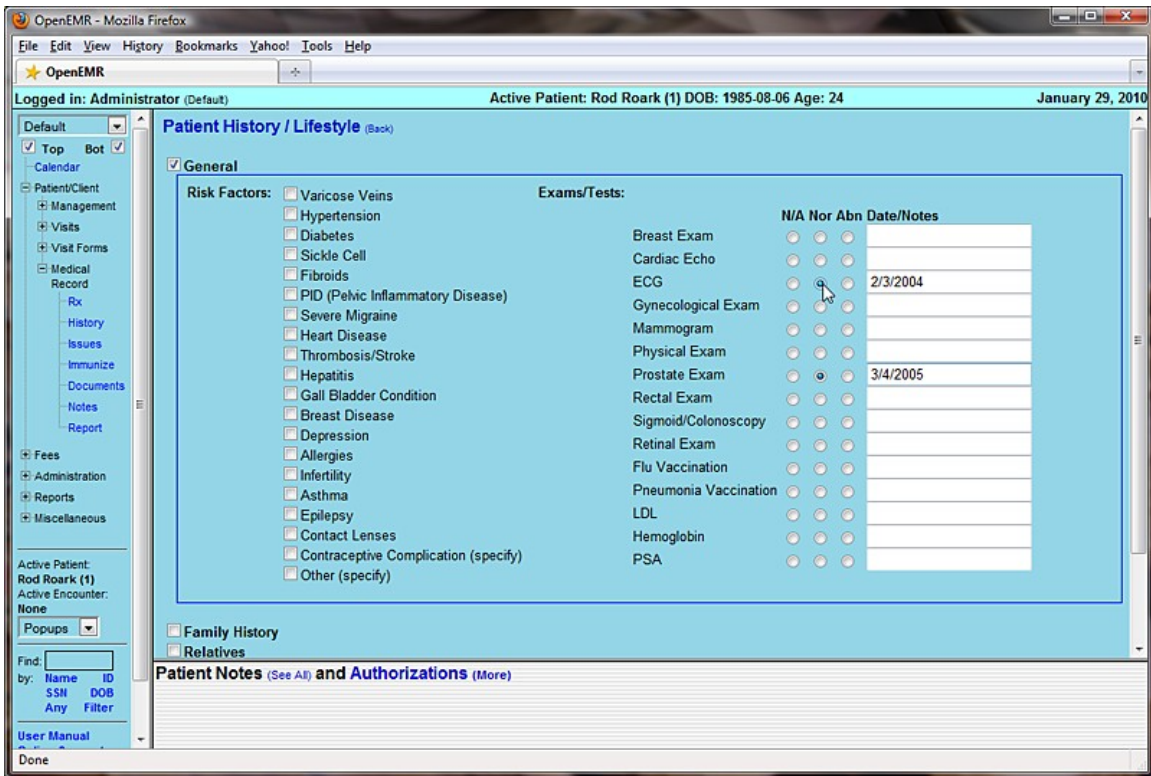 OpenEMR - Mozilla Firefox
File Edit View History Bookmarks Yahoo! Tools Help
OpenEMR
Logged in: Administrator (Default)
Active Patient: Rod Roark (1) DOB: 1985-08-06 Age: 24
January 29, 2010
Default
Top Bot
Calendar
Patient/Client
Management
Visits
Visit Forms
Medical
Record
Rx
History
Issues
Immunize
Documents
Notes
Report
Fees
Administration
Reports
Miscellaneous
Active Patient:
Rod Roark (1)
Active Encounter:
None
Popups
Find:
by: Name ID
SSN DOB
Any Filter
User Manual
Patient History / Lifestyle (Back)
General
Risk Factors:
Varicose Veins
Hypertension
Diabetes
Sickle Cell
Fibroids
PID (Pelvic Inflammatory Disease)
Severe Migraine
Heart Disease
Thrombosis/Stroke
Hepatitis
Gall Bladder Condition
Breast Disease
Depression
Allergies
Infertility
Asthma
Epilepsy
Contact Lenses
Contraceptive Complication (specify)
Other (specify)
Exams/Tests:
N/A Nor Abn Date/Notes
Breast Exam
Cardiac Echo
ECG 2/3/2004
Gynecological Exam
Mammogram
Physical Exam
Prostate Exam 3/4/2005
Rectal Exam
Sigmoid/Colonoscopy
Retinal Exam
Flu Vaccination
Pneumonia Vaccination
LDL
Hemoglobin
PSA
Family History
Relatives
Patient Notes (See All) and Authorizations (More)
Done